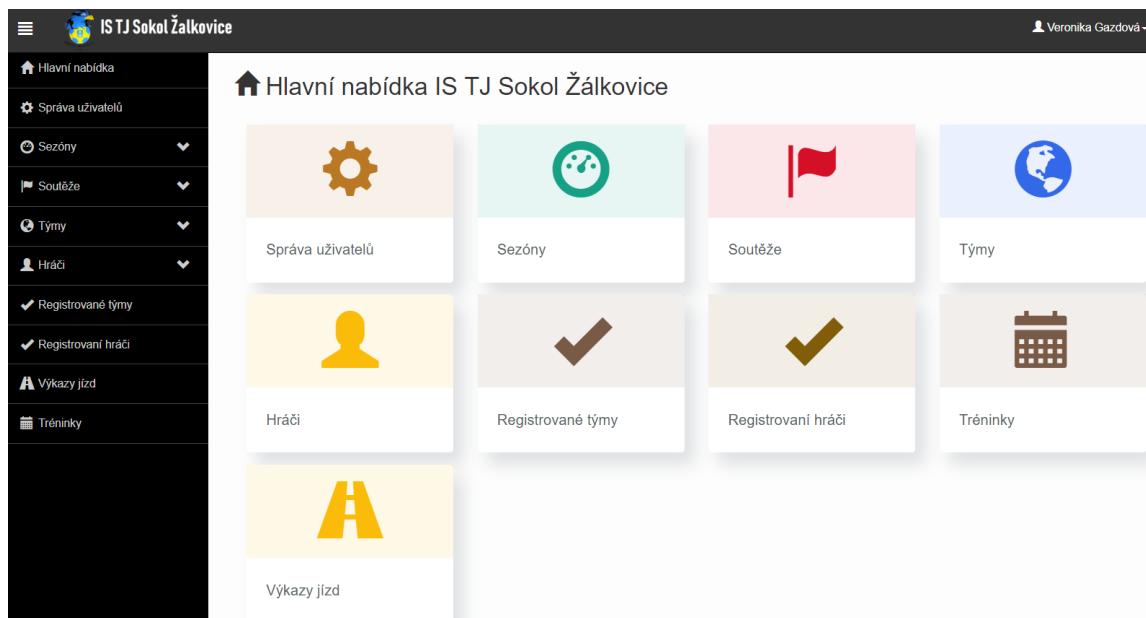 IS TJ Sokol Žalkovice
Veronika Gazdová
Hlavní nabídka
Správa uživatelů
Sezóny
Soutěže
Týmy
Hráči
Registrované týmy
Registrovaní hráči
Výkazy jízd
Tréninky
Hlavní nabídka IS TJ Sokol Žálkovice
Správa uživatelů
Sezóny
Soutěže
Týmy
Hráči
Registrované týmy
Registrovaní hráči
Tréninky
Výkazy jízd